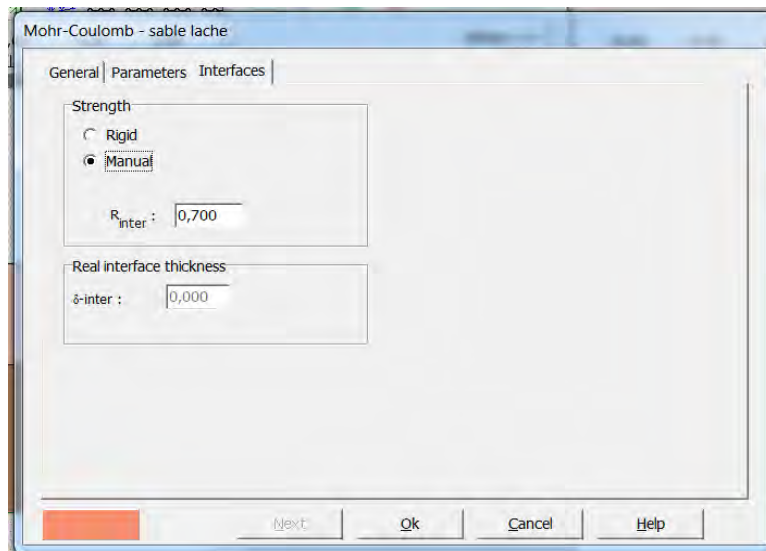 Mohr-Coulomb - sable lache
General Parameters Interfaces
Strength
Rigid
Manual
Rinter : 0,700
Real interface thickness
δ-inter : 0,000
Next Ok Cancel Help